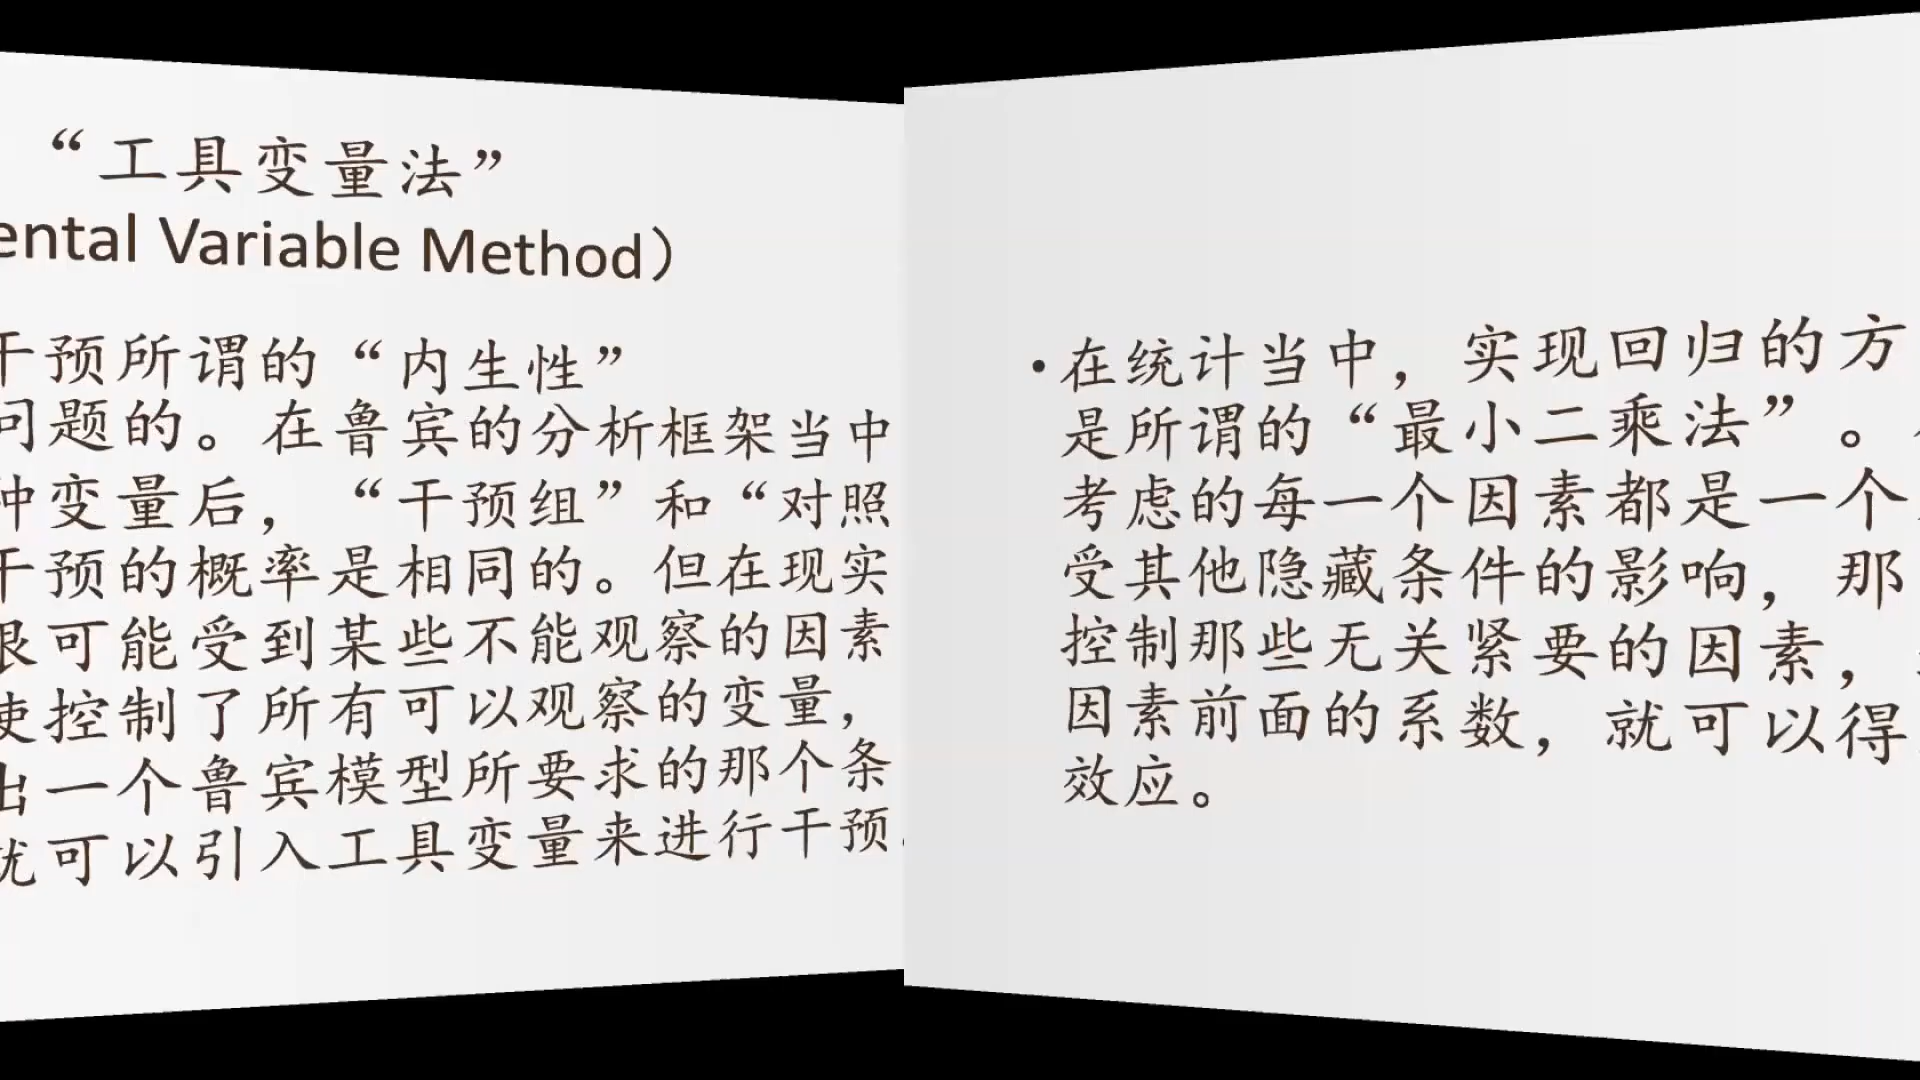 “工具变量法”
ental Variable Method）
干预所谓的“内生性”
问题的。在鲁宾的分析框架当中
种变量后，“干预组”和“对照
干预的概率是相同的。但在现实
很可能受到某些不能观察的因素
使控制了所有可以观察的变量，
出一个鲁宾模型所要求的那个条
就可以引入工具变量来进行干预
•在统计当中，实现回归的方
是所谓的“最小二乘法”。
考虑的每一个因素都是一个
受其他隐藏条件的影响，那
控制那些无关紧要的因素，
因素前面的系数，就可以得
效应。